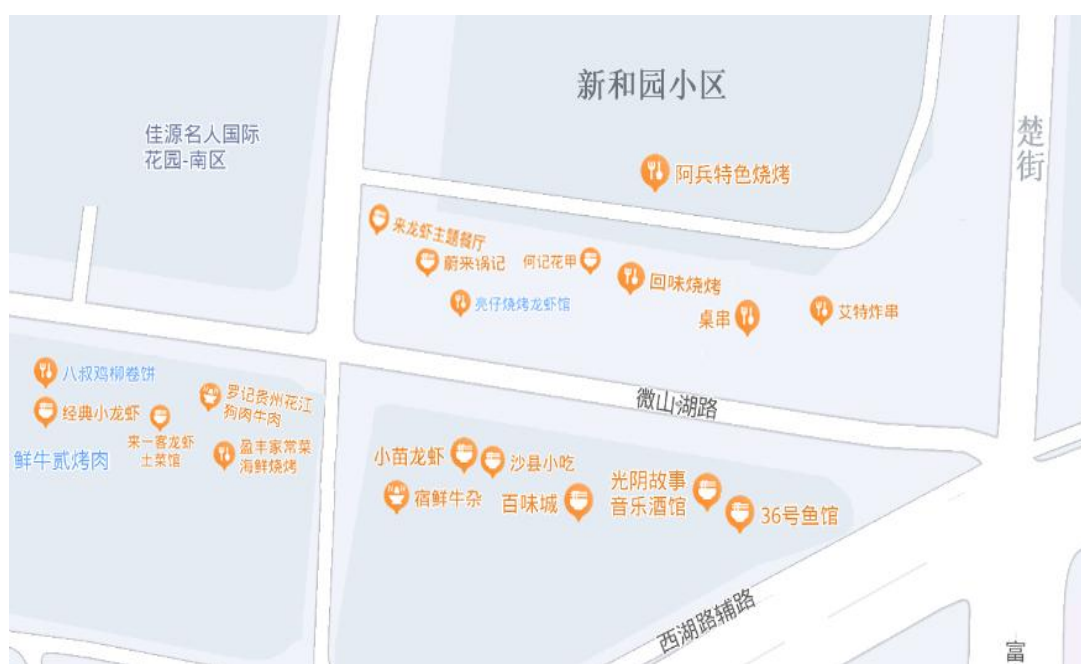 新和园小区
佳源名人国际
花园-南区
楚街
阿兵特色烧烤
来龙虾主题餐厅
蔚来锅记
何记花甲
回味烧烤
亮仔烧烤龙虾馆
桌串
艾特炸串
八叔鸡柳卷饼
罗记贵州花江
狗肉牛肉
经典小龙虾
来一客龙虾
土菜馆
鲜牛贰烤肉
盈丰家常菜
海鲜烧烤
微山湖路
小苗龙虾
沙县小吃
宿鲜牛杂
百味城
光阴故事
音乐酒馆
36号鱼馆
西湖路辅路
富